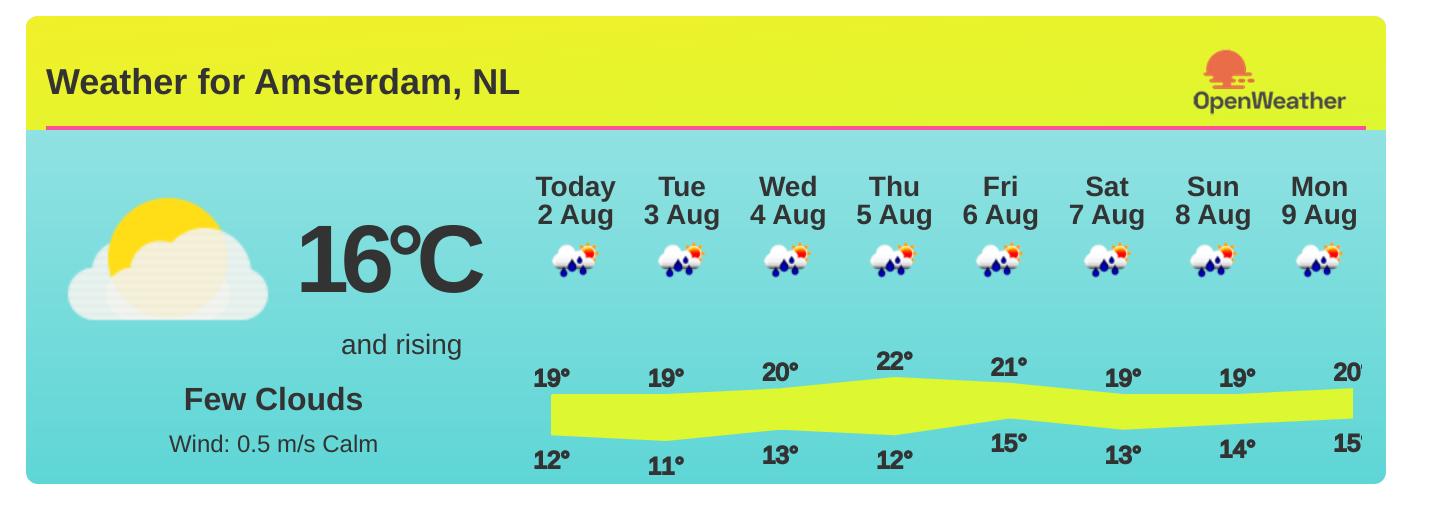 Weather for Amsterdam, NL
OpenWeather
Today Tue Wed Thu Fri Sat Sun Mon
2 Aug 3 Aug 4 Aug 5 Aug 6 Aug 7 Aug 8 Aug 9 Aug
16°C
and rising
Few Clouds
Wind: 0.5 m/s Calm
19° 19° 20° 22° 21° 19° 19° 20°
12° 11° 13° 12° 15° 13° 14° 15°